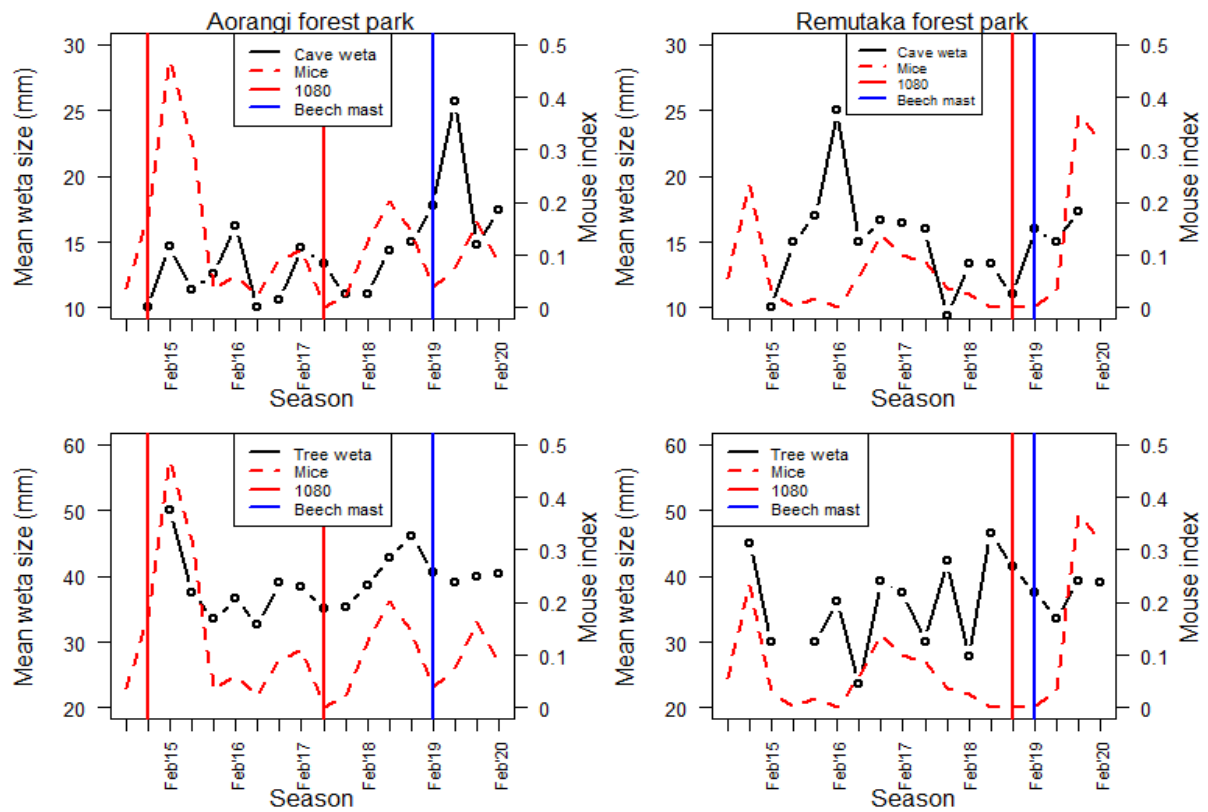 Aorangi forest park
Remutaka forest park
Mean weta size (mm)
30
25
20
15
10
Cave weta
Mice
1080
Beech mast
0.5
0.4
0.3
0.2
0.1
0
Mouse index
Feb'15
Feb'16
Feb'17
Feb'18
Feb'19
Feb'20
Season
Mean weta size (mm)
30
25
20
15
10
Cave weta
Mice
1080
Beech mast
0.5
0.4
0.3
0.2
0.1
0
Mouse index
Feb'15
Feb'16
Feb'17
Feb'18
Feb'19
Feb'20
Season
Mean weta size (mm)
60
50
40
30
20
Tree weta
Mice
1080
Beech mast
0.5
0.4
0.3
0.2
0.1
0
Mouse index
Feb'15
Feb'16
Feb'17
Feb'18
Feb'19
Feb'20
Season
Mean weta size (mm)
60
50
40
30
20
Tree weta
Mice
1080
Beech mast
0.5
0.4
0.3
0.2
0.1
0
Mouse index
Feb'15
Feb'16
Feb'17
Feb'18
Feb'19
Feb'20
Season